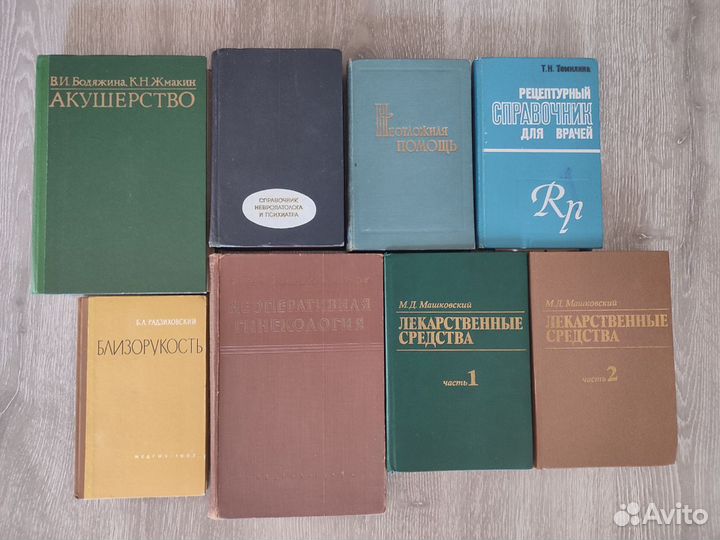 В.И. Бодяжина, К.Н. Жмакин
АКУШЕРСТВО
СПРАВОЧНИК
НЕВРОПАТОЛОГА
И ПСИХИАТРА
НЕОТЛОЖНАЯ
ПОМОЩЬ
Т.Н. Томилина
РЕЦЕПТУРНЫЙ
СПРАВОЧНИК
ДЛЯ ВРАЧЕЙ
Rp
Б.Л. РАДЗИХОВСКИЙ
БЛИЗОРУКОСТЬ
НЕОПЕРАТИВНАЯ
ГИНЕКОЛОГИЯ
М.Д. Машковский
ЛЕКАРСТВЕННЫЕ
СРЕДСТВА
часть 1
М.Д. Машковский
ЛЕКАРСТВЕННЫЕ
СРЕДСТВА
часть 2
Avito